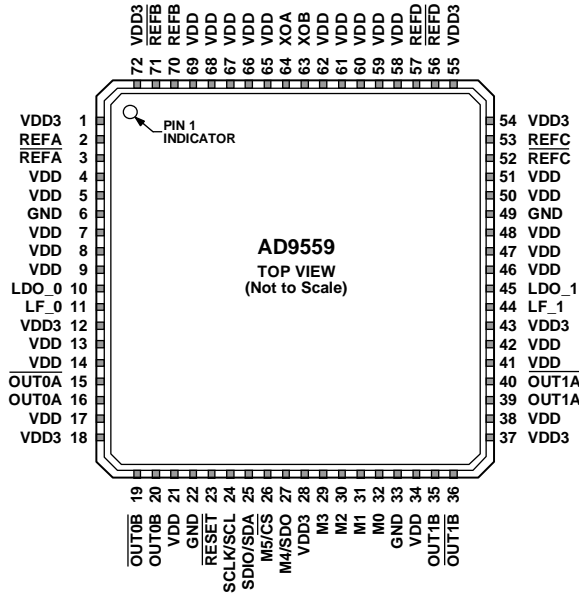 VDD3 REFB REFB VDD VDD VDD VDD VDD XOA XOB VDD VDD VDD VDD VDD REFD REFD VDD3
72 71 70 69 68 67 66 65 64 63 62 61 60 59 58 57 56 55
PIN 1
INDICATOR
VDD3 1
REFA 2
REFA 3
VDD 4
VDD 5
GND 6
VDD 7
VDD 8
VDD 9
LDO_0 10
LF_0 11
VDD3 12
VDD 13
VDD 14
OUT0A 15
OUT0A 16
VDD 17
VDD3 18
AD9559
TOP VIEW
(Not to Scale)
54 VDD3
53 REFC
52 REFC
51 VDD
50 VDD
49 GND
48 VDD
47 VDD
46 VDD
45 LDO_1
44 LF_1
43 VDD3
42 VDD
41 VDD
40 OUT1A
39 OUT1A
38 VDD
37 VDD3
19 20 21 22 23 24 25 26 27 28 29 30 31 32 33 34 35 36
OUT0B OUT0B VDD GND RESET SCLK/SCL SDIO/SDA M5/CS M4/SDO VDD3 M3 M2 M1 M0 GND VDD OUT1B OUT1B